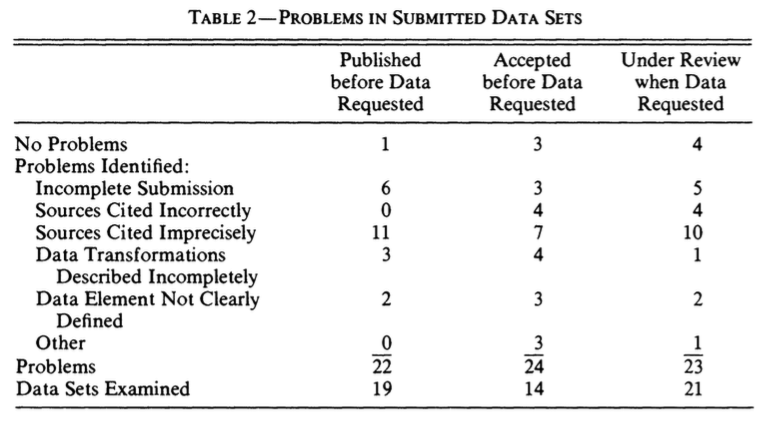 TABLE 2—PROBLEMS IN SUBMITTED DATA SETS
Published Accepted Under Review
before Data before Data when Data
Requested Requested Requested
No Problems 1 3 4
Problems Identified:
Incomplete Submission 6 3 5
Sources Cited Incorrectly 0 4 4
Sources Cited Imprecisely 11 7 10
Data Transformations 3 4 1
Described Incompletely
Data Element Not Clearly 2 3 2
Defined
Other 0 3 1
Problems 22 24 23
Data Sets Examined 19 14 21